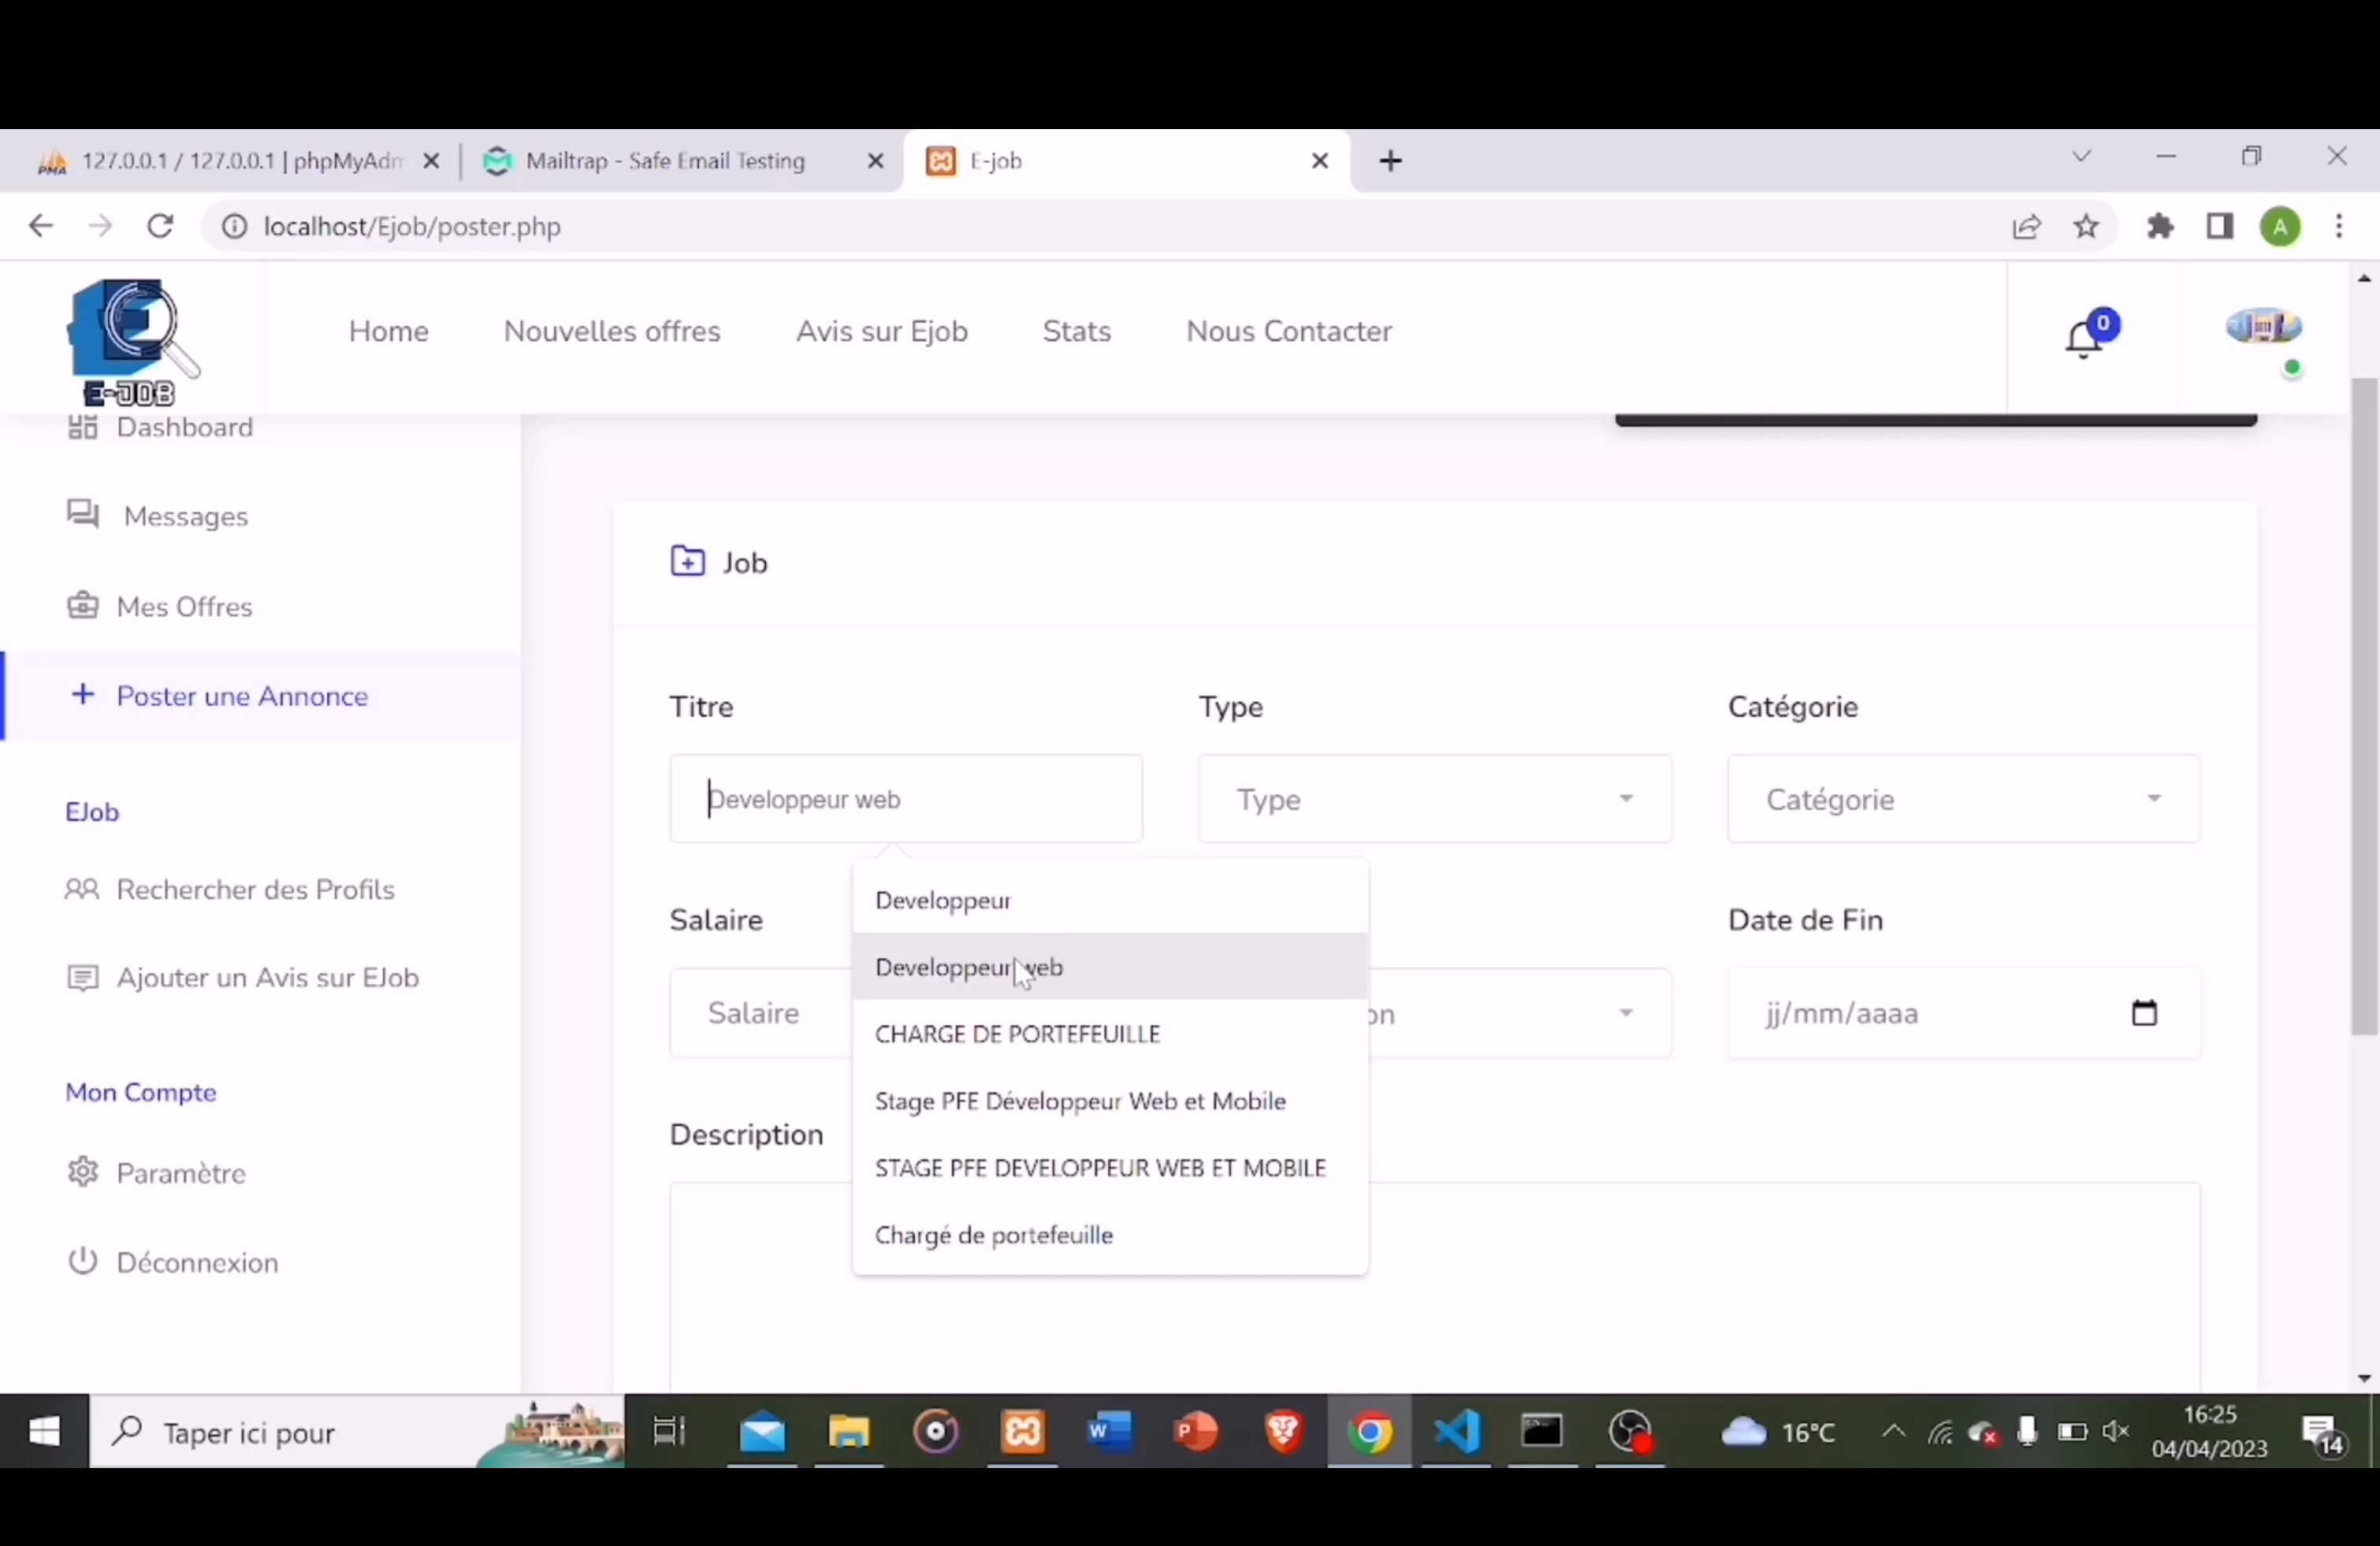 127.0.0.1 / 127.0.0.1 | phpMyAdm
Mailtrap - Safe Email Testing
E-job
localhost/Ejob/poster.php
A
E-JOB
Home
Nouvelles offres
Avis sur Ejob
Stats
Nous Contacter
0
Dashboard
Messages
Mes Offres
Poster une Annonce
EJob
Rechercher des Profils
Ajouter un Avis sur EJob
Mon Compte
Paramètre
Déconnexion
Job
Titre
Type
Catégorie
Developpeur web
Type
Catégorie
Developpeur
Developpeur web
CHARGE DE PORTEFEUILLE
Stage PFE Développeur Web et Mobile
STAGE PFE DEVELOPPEUR WEB ET MOBILE
Chargé de portefeuille
Salaire
Date de Fin
Salaire
on
jj/mm/aaaa
Description
Taper ici pour
16°C
16:25
04/04/2023
14